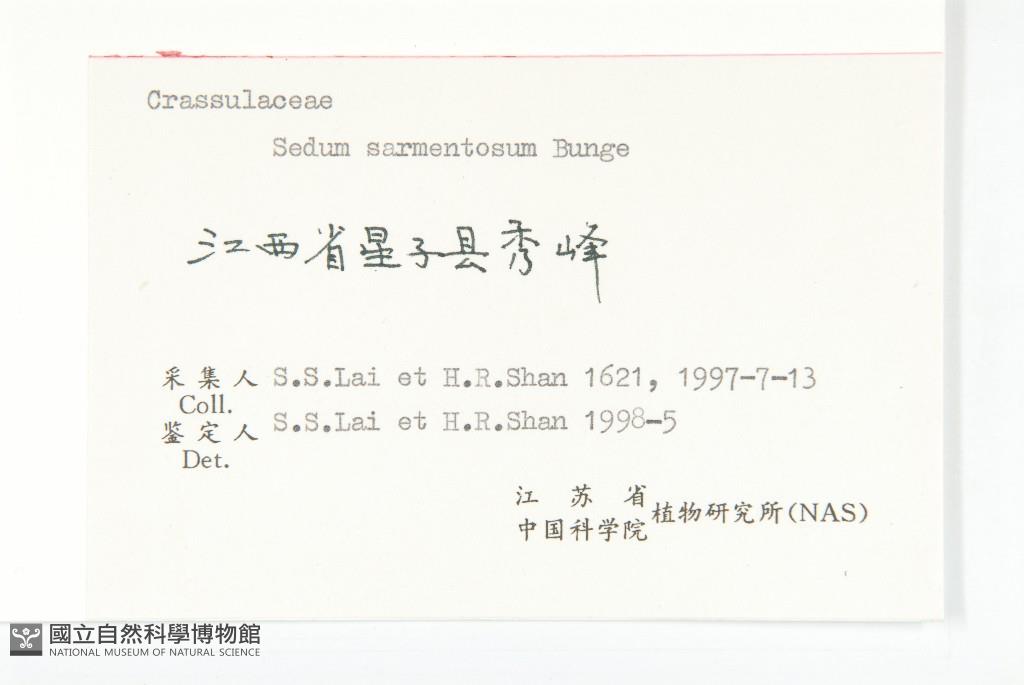 Crassulaceae
Sedum sarmentosum Bunge
江西省星子县秀峰
采集人 S.S.Lai et H.R.Shan 1621, 1997-7-13
Coll.
鉴定人 S.S.Lai et H.R.Shan 1998-5
Det.
江苏省
中国科学院 植物研究所(NAS)
國立自然科學博物館
NATIONAL MUSEUM OF NATURAL SCIENCE